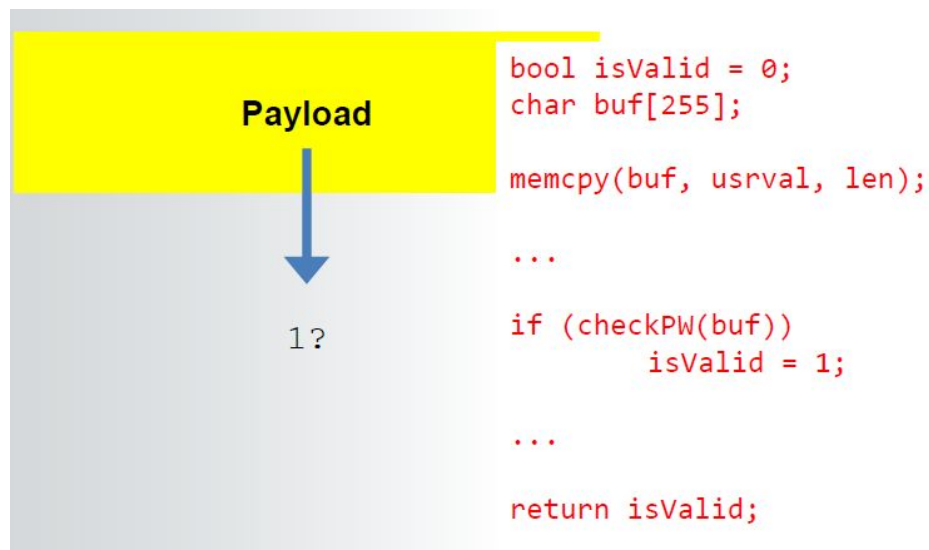 Payload
1?
bool isValid = 0;
char buf[255];
memcpy(buf, usrval, len);
...
if (checkPW(buf))
isValid = 1;
...
return isValid;